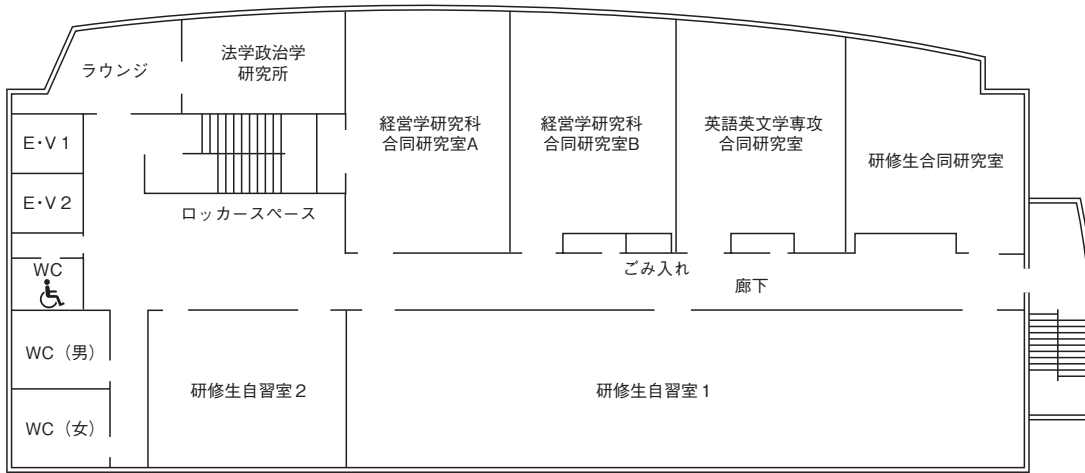 ラウンジ
法学政治学
研究所
E・V 1
経営学研究科
合同研究室A
経営学研究科
合同研究室B
英語英文学専攻
合同研究室
研修生合同研究室
E・V 2
ロッカースペース
WC
ごみ入れ
廊下
WC（男）
研修生自習室 2
研修生自習室 1
WC（女）